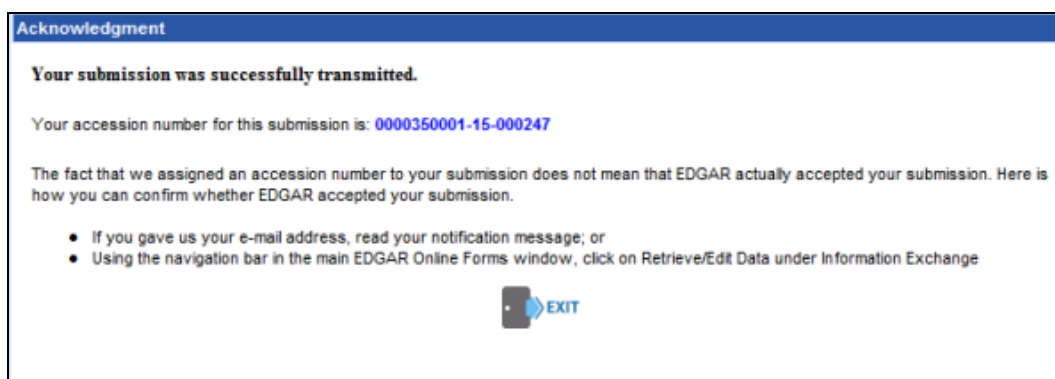 Acknowledgment
Your submission was successfully transmitted.
Your accession number for this submission is: 0000350001-15-000247
The fact that we assigned an accession number to your submission does not mean that EDGAR actually accepted your submission. Here is
how you can confirm whether EDGAR accepted your submission.
• If you gave us your e-mail address, read your notification message; or
• Using the navigation bar in the main EDGAR Online Forms window, click on Retrieve/Edit Data under Information Exchange
EXIT